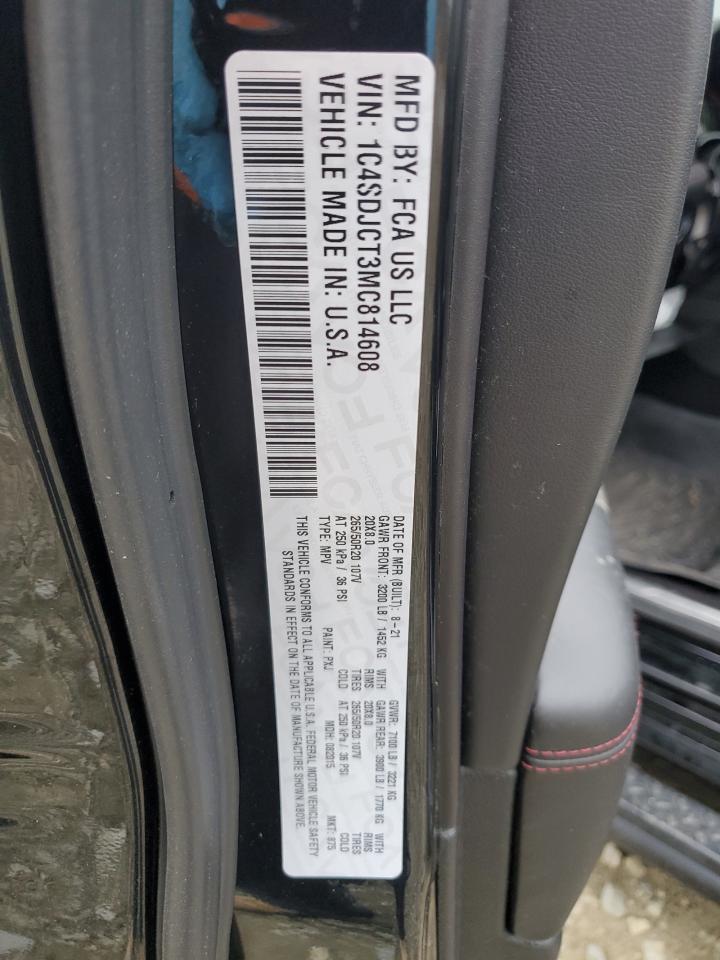 MFD BY: FCA US LLC
VIN: 1C4SDJCT3MC814608
VEHICLE MADE IN: U.S.A.
DATE OF MFR (BUILT): 8-21 GVWR: 7100 LB / 3221 KG
GAWR FRONT: 3200 LB / 1452 KG WITH GAWR REAR: 3900 LB / 1770 KG WITH
20X8.0 RIMS 20X8.0 RIMS
265/50R20 107V TIRES 265/50R20 107V TIRES
AT 250 kPa / 36 PSI COLD AT 250 kPa / 36 PSI COLD
TYPE: MPV PAINT: PXJ MDH: 082015 MKT: 875
THIS VEHICLE CONFORMS TO ALL APPLICABLE U.S.A. FEDERAL MOTOR VEHICLE SAFETY
STANDARDS IN EFFECT ON THE DATE OF MANUFACTURE SHOWN ABOVE.